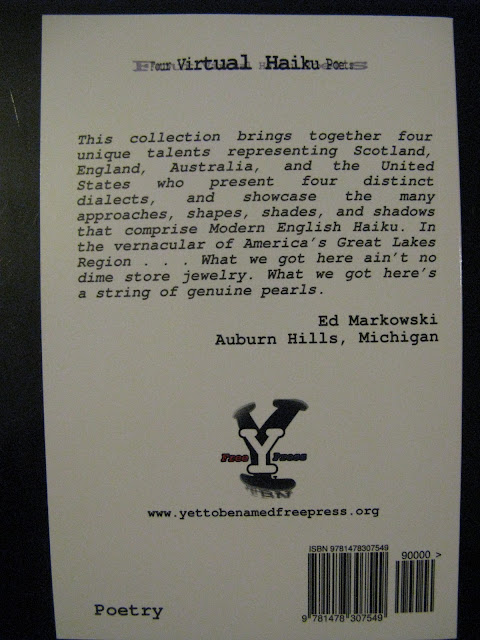 Four Virtual Haiku Poets
This collection brings together four
unique talents representing Scotland,
England, Australia, and the United
States who present four distinct
dialects, and showcase the many
approaches, shapes, shades, and shadows
that comprise Modern English Haiku. In
the vernacular of America's Great Lakes
Region . . . What we got here ain't no
dime store jewelry. What we got here's
a string of genuine pearls.
Ed Markowski
Auburn Hills, Michigan
Y
Free Press
TBN
www.yettobenamedfreepress.org
ISBN 9781478307549
90000 >
9 781478 307549
Poetry